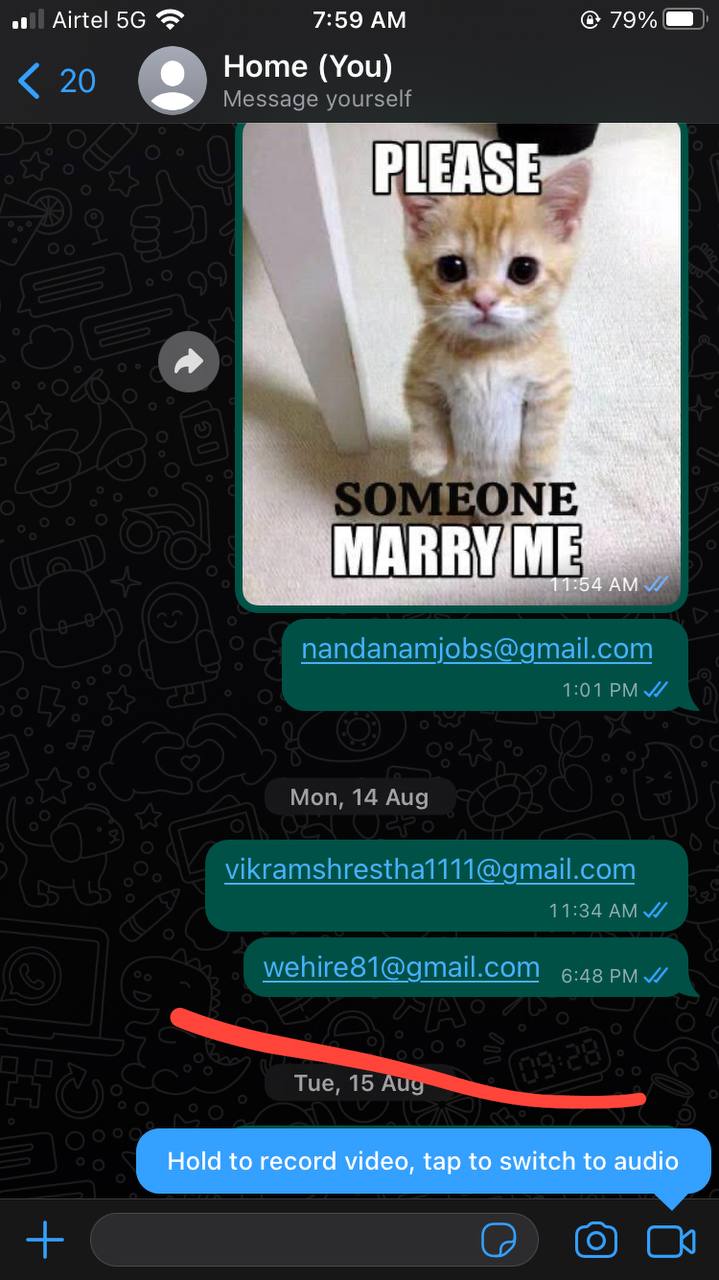 Airtel 5G 7:59 AM 79%
20 Home (You)
Message yourself
PLEASE
SOMEONE
MARRY ME
11:54 AM
nandanamjobs@gmail.com
1:01 PM
Mon, 14 Aug
vikramshrestha1111@gmail.com
11:34 AM
wehire81@gmail.com 6:48 PM
09:28
Tue, 15 Aug
Hold to record video, tap to switch to audio